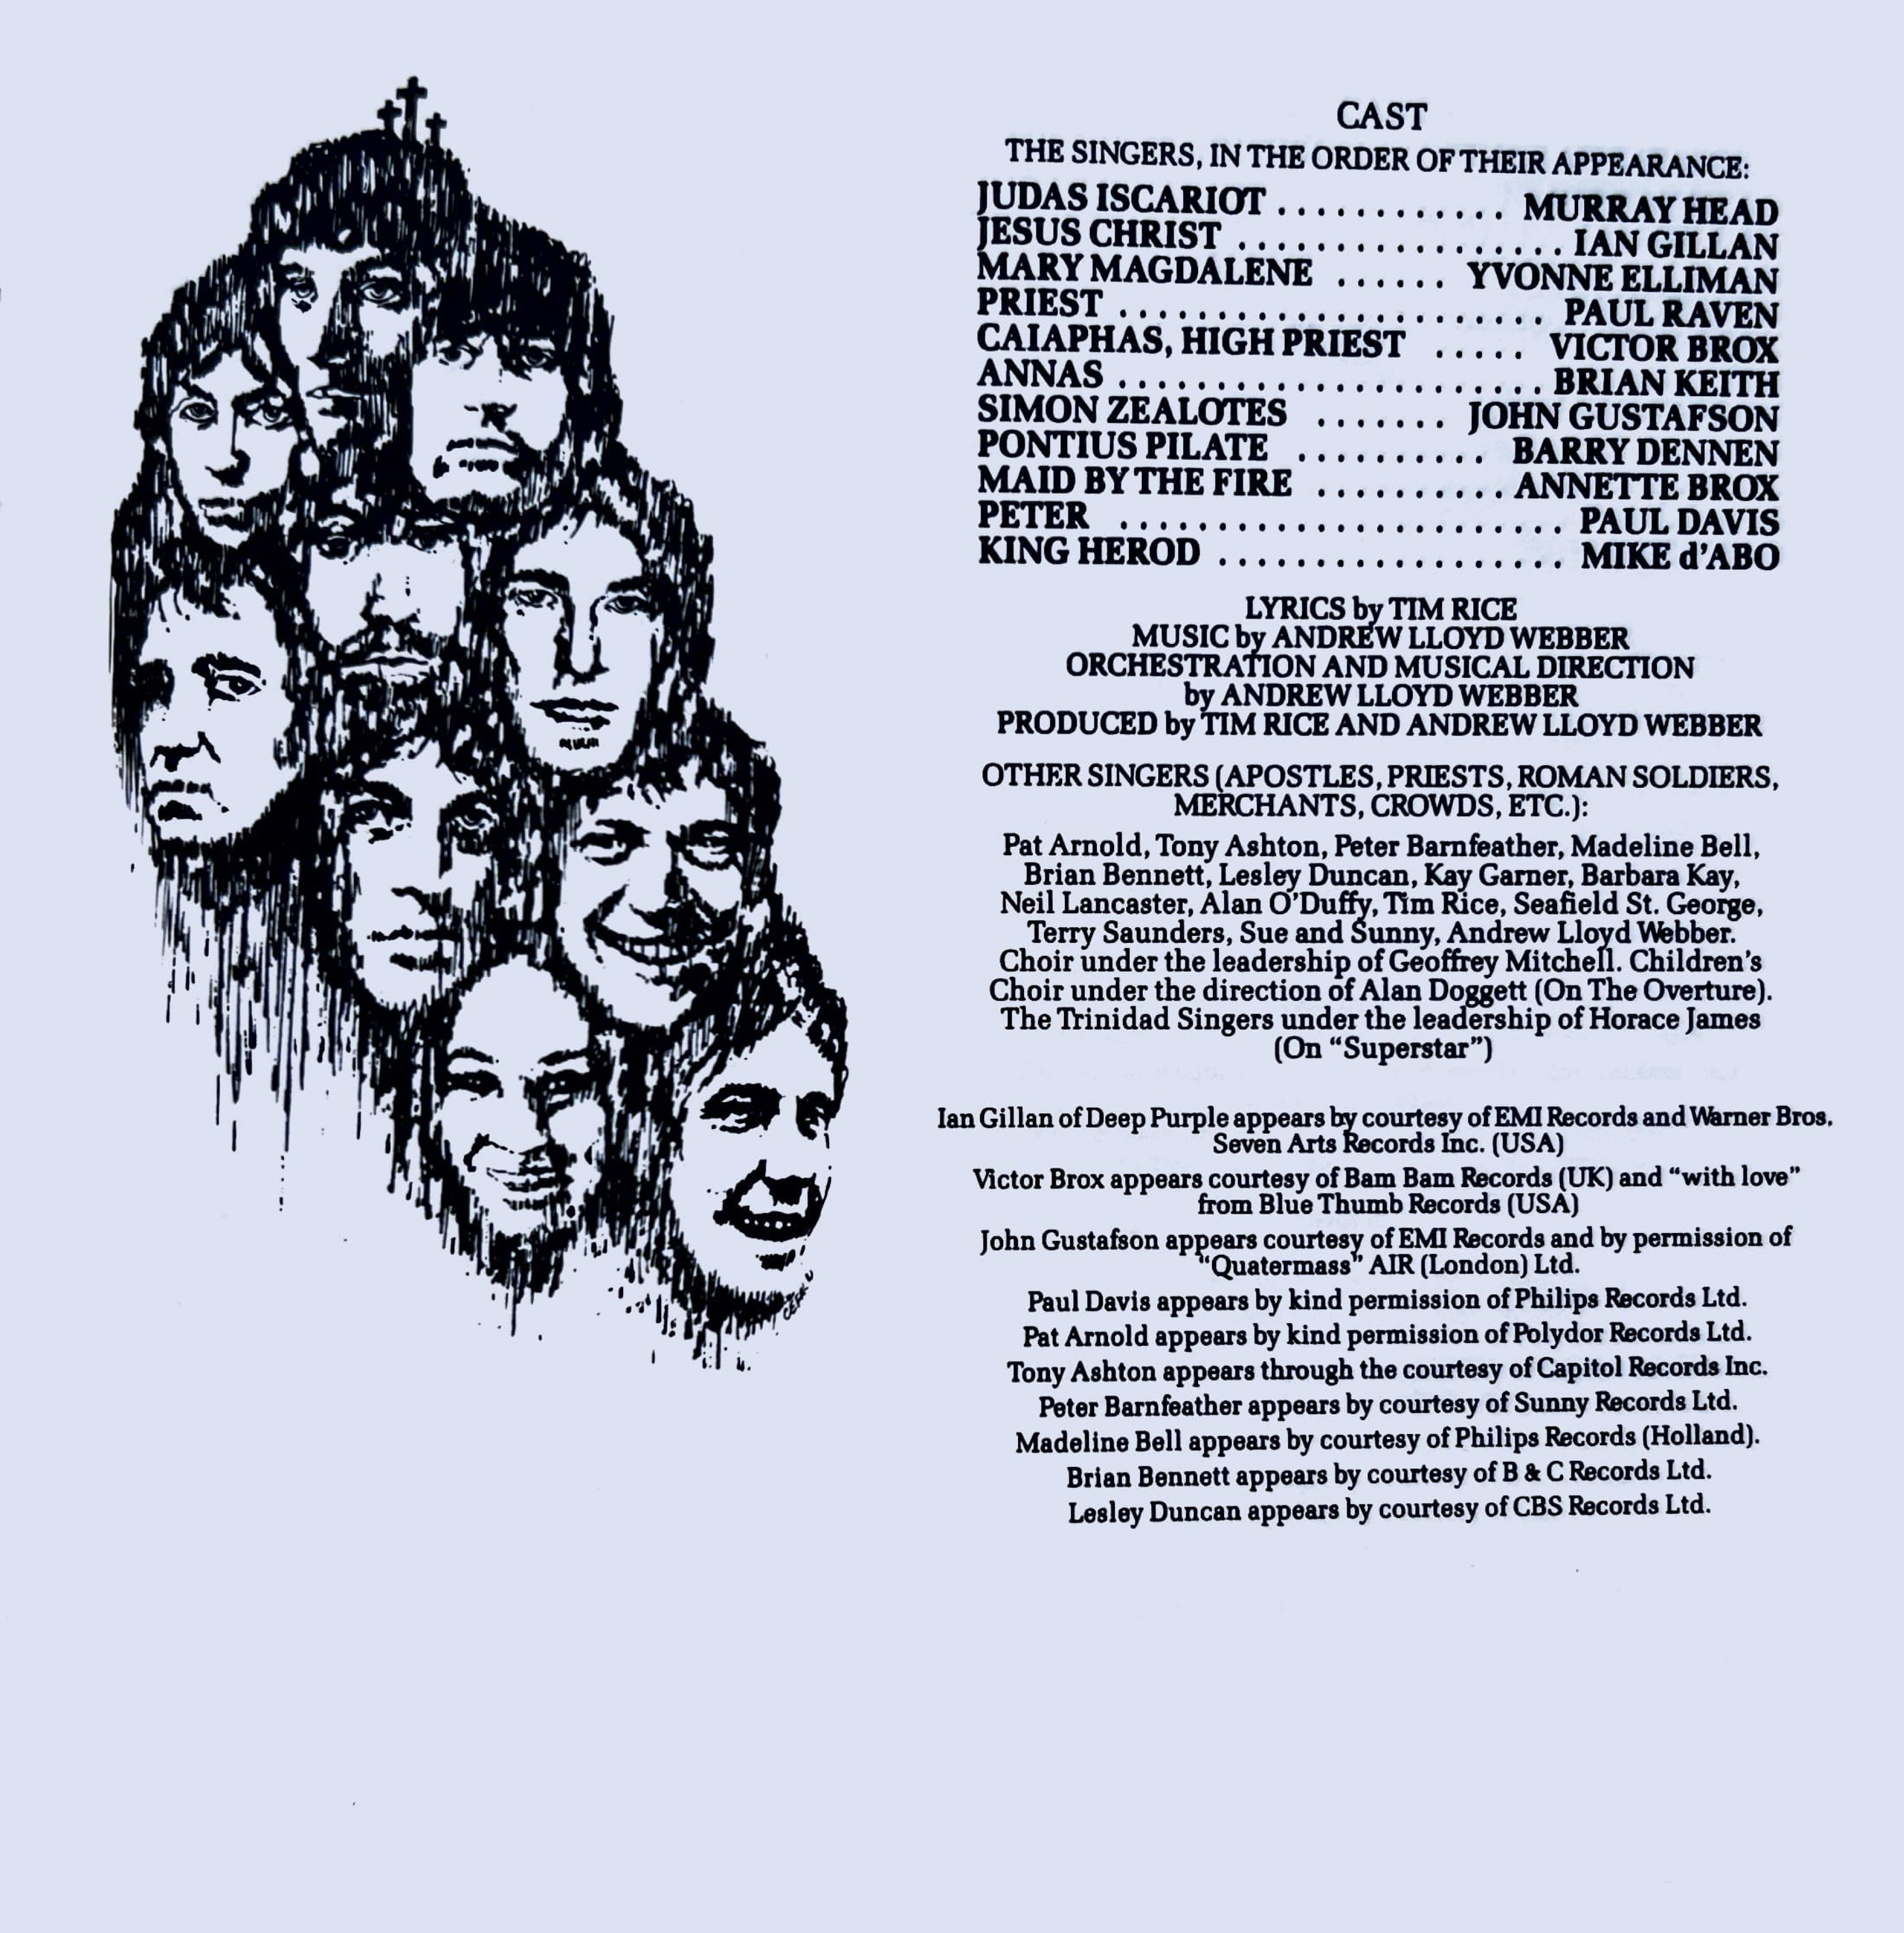 CAST
THE SINGERS, IN THE ORDER OF THEIR APPEARANCE:
JUDAS ISCARIOT ............ MURRAY HEAD
JESUS CHRIST ................. IAN GILLAN
MARY MAGDALENE ...... YVONNE ELLIMAN
PRIEST ...................... PAUL RAVEN
CAIAPHAS, HIGH PRIEST ..... VICTOR BROX
ANNAS ...................... BRIAN KEITH
SIMON ZEALOTES ....... JOHN GUSTAFSON
PONTIUS PILATE .......... BARRY DENNEN
MAID BY THE FIRE .......... ANNETTE BROX
PETER ....................... PAUL DAVIS
KING HEROD .................. MIKE d'ABO
LYRICS by TIM RICE
MUSIC by ANDREW LLOYD WEBBER
ORCHESTRATION AND MUSICAL DIRECTION
by ANDREW LLOYD WEBBER
PRODUCED by TIM RICE AND ANDREW LLOYD WEBBER
OTHER SINGERS (APOSTLES, PRIESTS, ROMAN SOLDIERS,
MERCHANTS, CROWDS, ETC.):
Pat Arnold, Tony Ashton, Peter Barnfeather, Madeline Bell,
Brian Bennett, Lesley Duncan, Kay Garner, Barbara Kay,
Neil Lancaster, Alan O'Duffy, Tim Rice, Seafield St. George,
Terry Saunders, Sue and Sunny, Andrew Lloyd Webber.
Choir under the leadership of Geoffrey Mitchell. Children's
Choir under the direction of Alan Doggett (On The Overture).
The Trinidad Singers under the leadership of Horace James
(On "Superstar")
Ian Gillan of Deep Purple appears by courtesy of EMI Records and Warner Bros.
Seven Arts Records Inc. (USA)
Victor Brox appears courtesy of Bam Bam Records (UK) and "with love"
from Blue Thumb Records (USA)
John Gustafson appears courtesy of EMI Records and by permission of
"Quatermass" AIR (London) Ltd.
Paul Davis appears by kind permission of Philips Records Ltd.
Pat Arnold appears by kind permission of Polydor Records Ltd.
Tony Ashton appears through the courtesy of Capitol Records Inc.
Peter Barnfeather appears by courtesy of Sunny Records Ltd.
Madeline Bell appears by courtesy of Philips Records (Holland).
Brian Bennett appears by courtesy of B & C Records Ltd.
Lesley Duncan appears by courtesy of CBS Records Ltd.